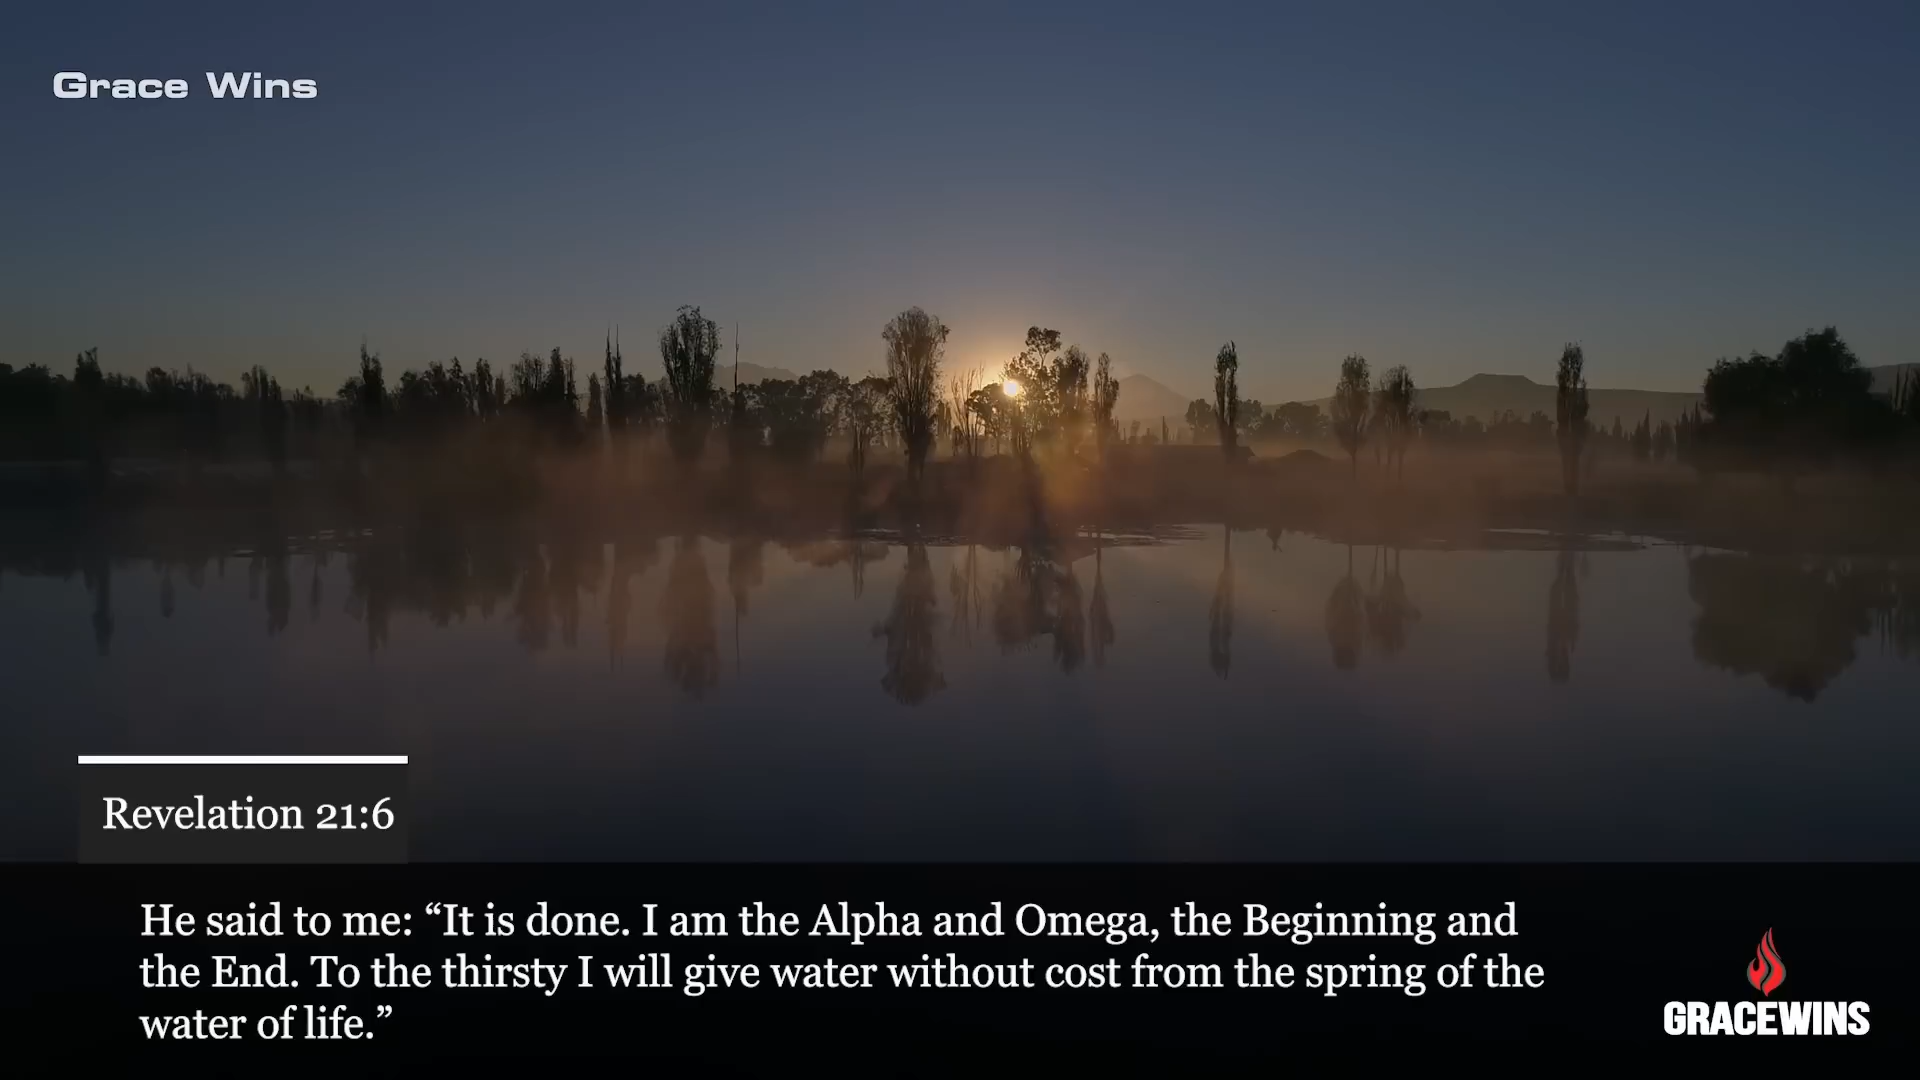 Grace Wins
Revelation 21:6
He said to me: “It is done. I am the Alpha and Omega, the Beginning and
the End. To the thirsty I will give water without cost from the spring of the
water of life.”
GRACEWINS